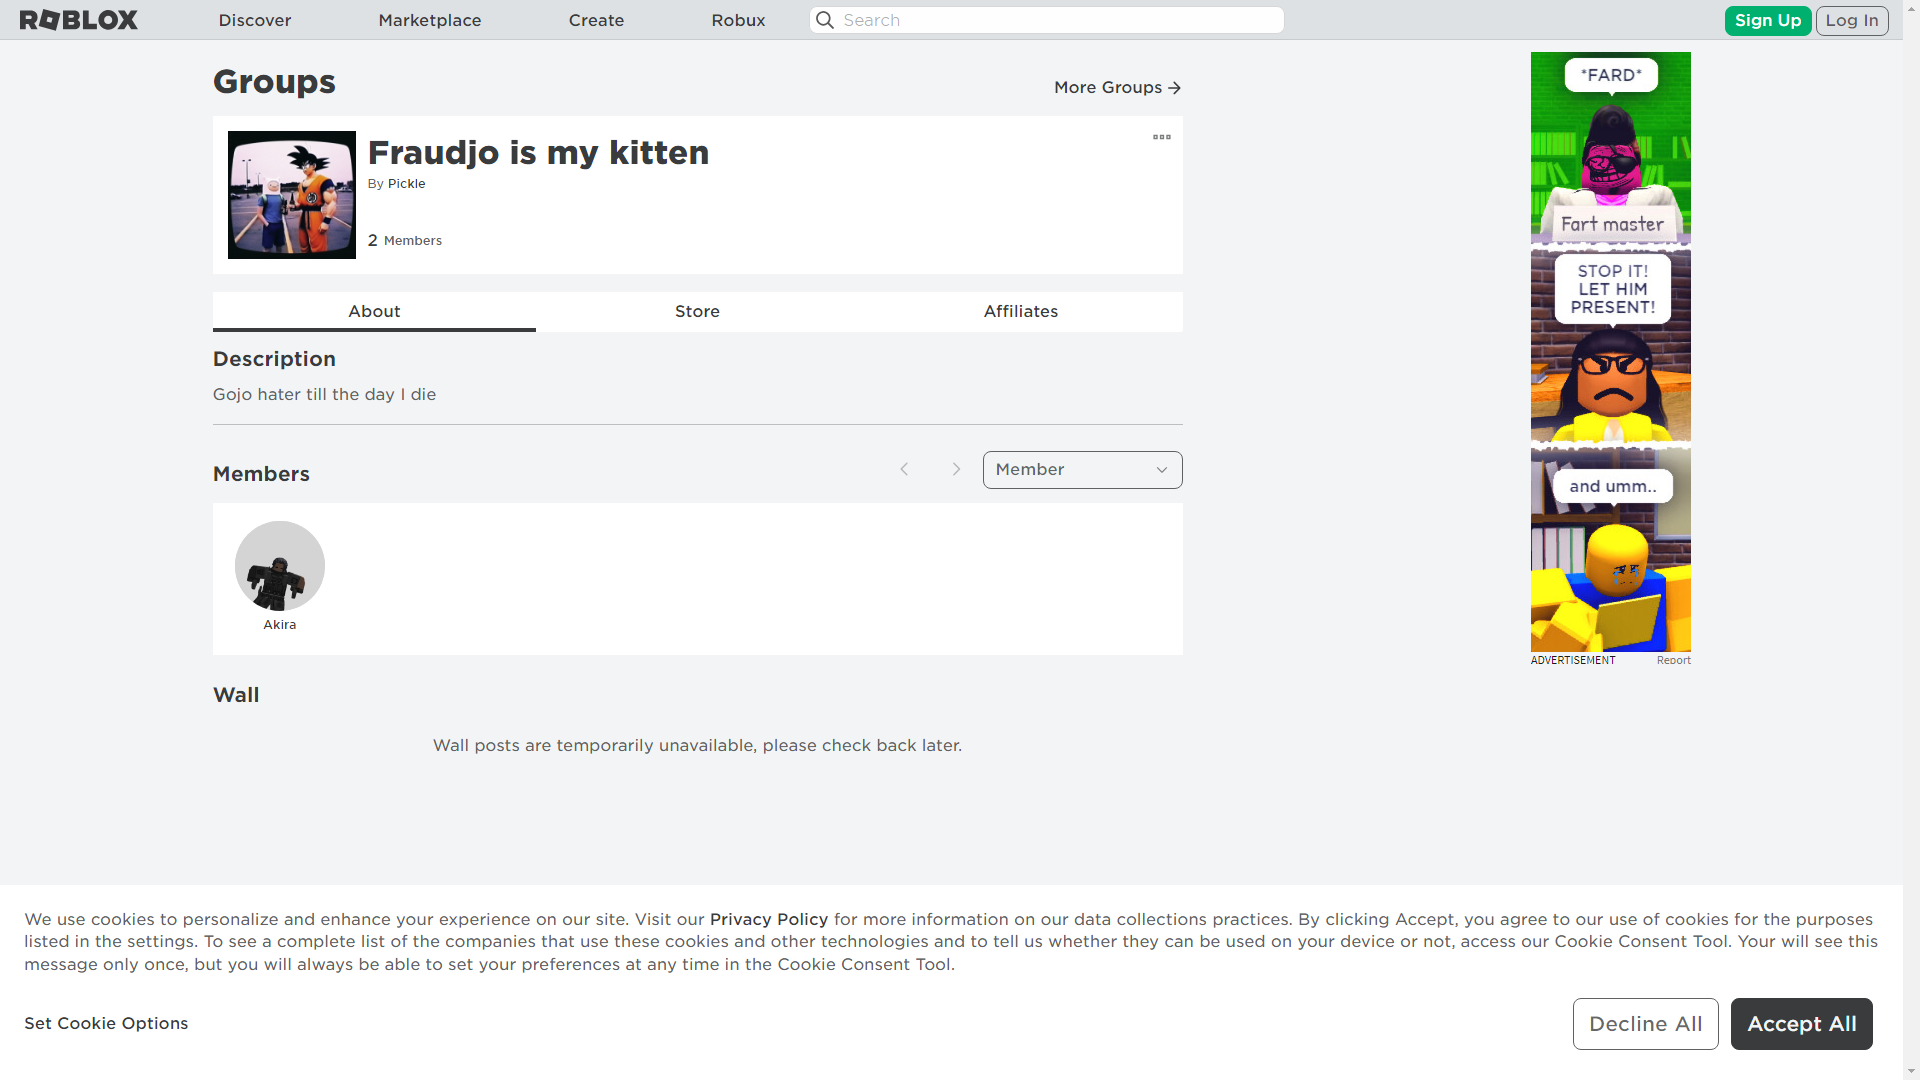 ROBLOX
Discover
Marketplace
Create
Robux
Search
Sign Up
Log In
Groups
More Groups
Fraudjo is my kitten
By Pickle
2 Members
About
Store
Affiliates
Description
Gojo hater till the day I die
Members
Member
Akira
Wall
Wall posts are temporarily unavailable, please check back later.
*FARD*
Fart master
STOP IT!
LET HIM
PRESENT!
and umm..
ADVERTISEMENT
Report
We use cookies to personalize and enhance your experience on our site. Visit our Privacy Policy for more information on our data collections practices. By clicking Accept, you agree to our use of cookies for the purposes
listed in the settings. To see a complete list of the companies that use these cookies and other technologies and to tell us whether they can be used on your device or not, access our Cookie Consent Tool. Your will see this
message only once, but you will always be able to set your preferences at any time in the Cookie Consent Tool.
Set Cookie Options
Decline All
Accept All